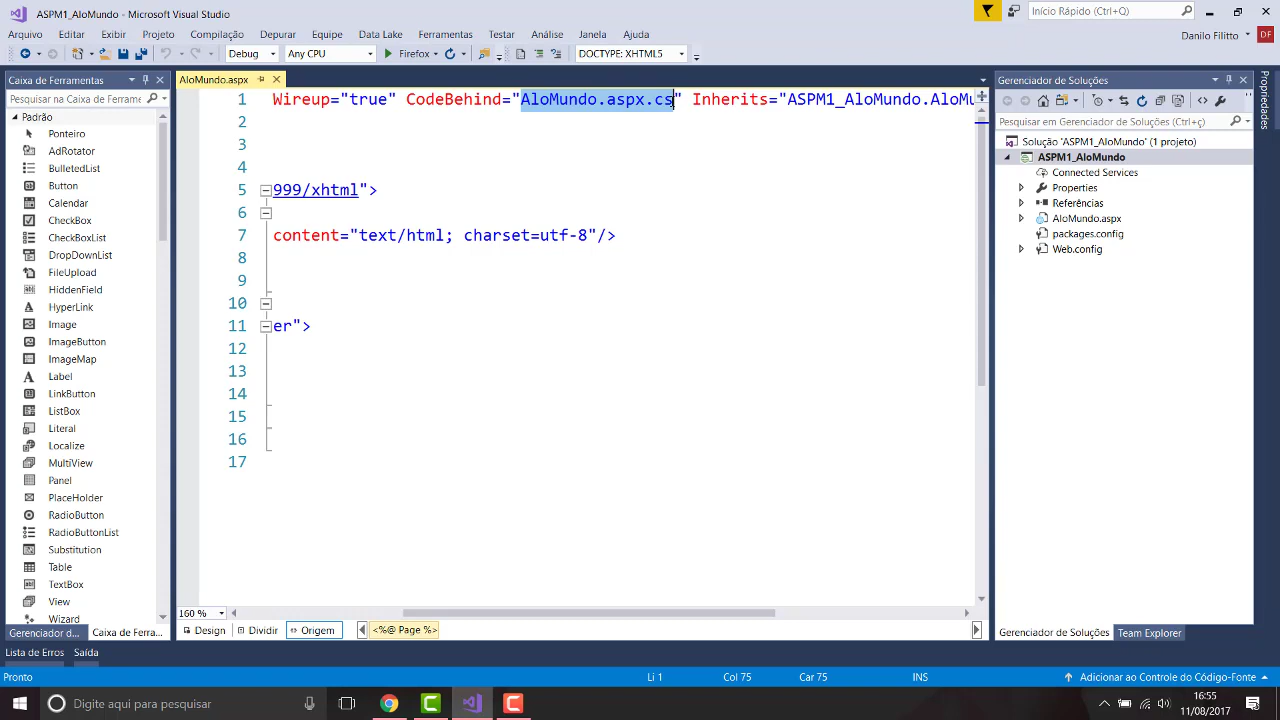 ASPM1_AloMundo - Microsoft Visual Studio
Início Rápido (Ctrl+Q)
Arquivo Editar Exibir Projeto Compilação Depurar Equipe Data Lake Ferramentas Testar Análise Janela Ajuda
Danilo Filitto
DF
Debug Any CPU Firefox DOCTYPE: XHTML5
Caixa de Ferramentas
AloMundo.aspx
Gerenciador de Soluções
Propriedades
Pesquisar na Caixa de Ferrame
Padrão
Ponteiro
AdRotator
BulletedList
Button
Calendar
CheckBox
CheckBoxList
DropDownList
FileUpload
HiddenField
HyperLink
Image
ImageButton
ImageMap
Label
LinkButton
ListBox
Literal
Localize
MultiView
Panel
PlaceHolder
RadioButton
RadioButtonList
Substitution
Table
TextBox
View
Wizard
Gerenciador d...
Caixa de Ferra...
1 Wireup="true" CodeBehind="AloMundo.aspx.cs" Inherits="ASPM1_AloMundo.AloMu
2
3
4
5 999/xhtml">
6
7 content="text/html; charset=utf-8"/>
8
9
10
11 er">
12
13
14
15
16
17
160 %
Design Dividir Origem <%@ Page %>
Pesquisar em Gerenciador de Soluções (Ctrl+
Solução 'ASPM1_AloMundo' (1 projeto)
ASPM1_AloMundo
Connected Services
Properties
Referências
AloMundo.aspx
packages.config
Web.config
Gerenciador de Soluções Team Explorer
Lista de Erros Saída
Pronto Li 1 Col 75 Car 75 INS Adicionar ao Controle do Código-Fonte
Digite aqui para pesquisar
16:55
11/08/2017